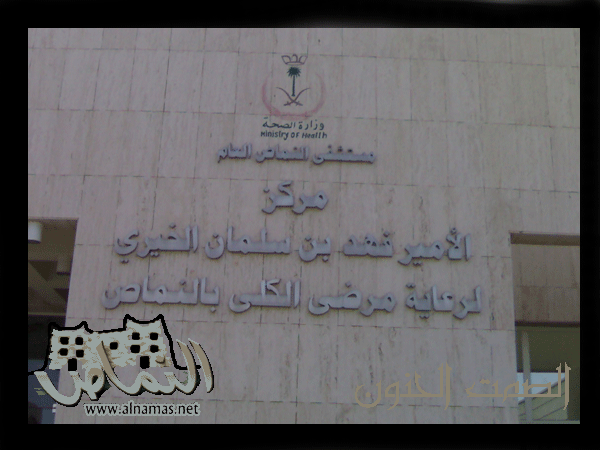 وزارة الصحة
Ministry Of Health
مستشفى النماص العام
مركز
الأمير فهد بن سلمان الخيري
لرعاية مرضى الكلى بالنماص
النماص
www.alnamas.net
الصمت الحنون